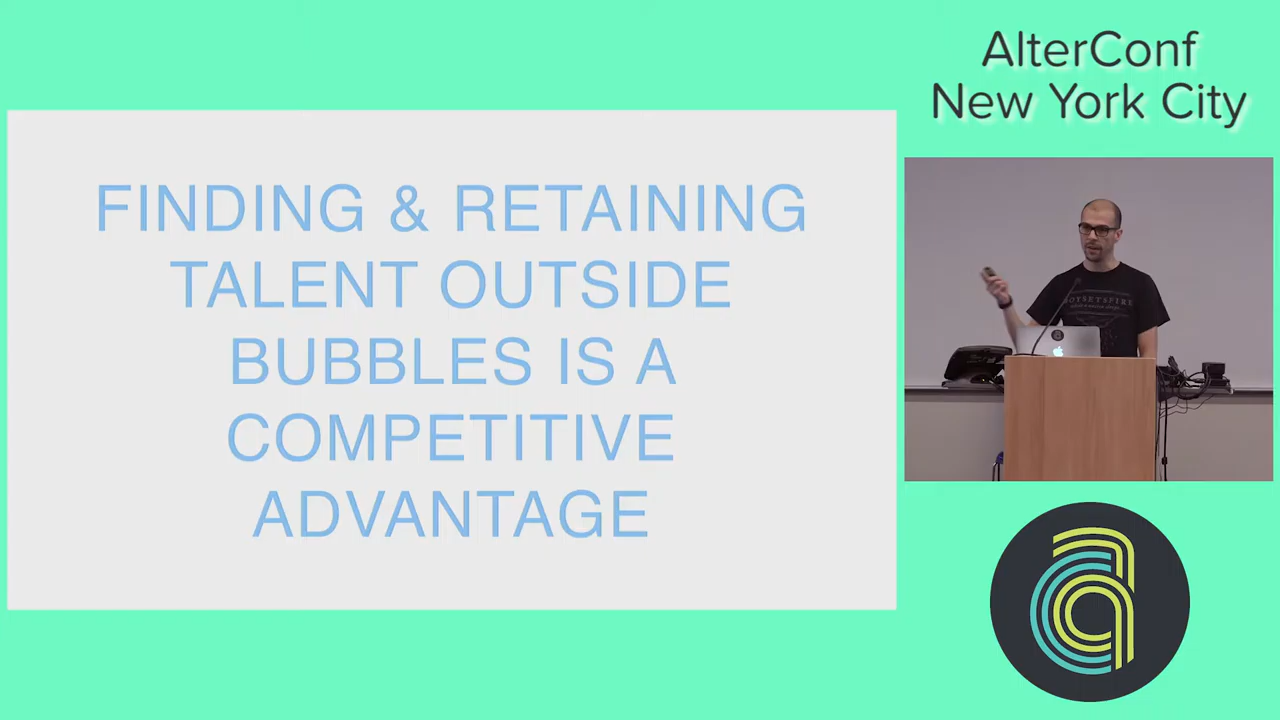 AlterConf
New York City
FINDING & RETAINING
TALENT OUTSIDE
BUBBLES IS A
COMPETITIVE
ADVANTAGE